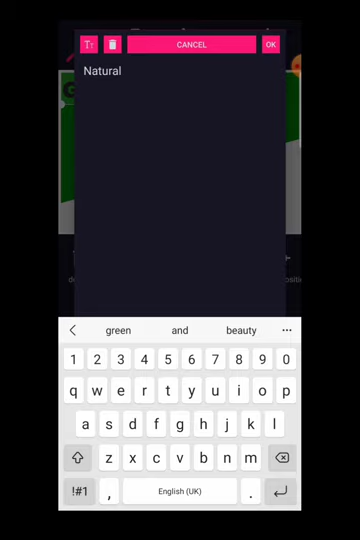 TT CANCEL OK
Natural
green and beauty ...
1 2 3 4 5 6 7 8 9 0
q w e r t y u i o p
a s d f g h j k l
z x c v b n m
!#1 , English (UK) .